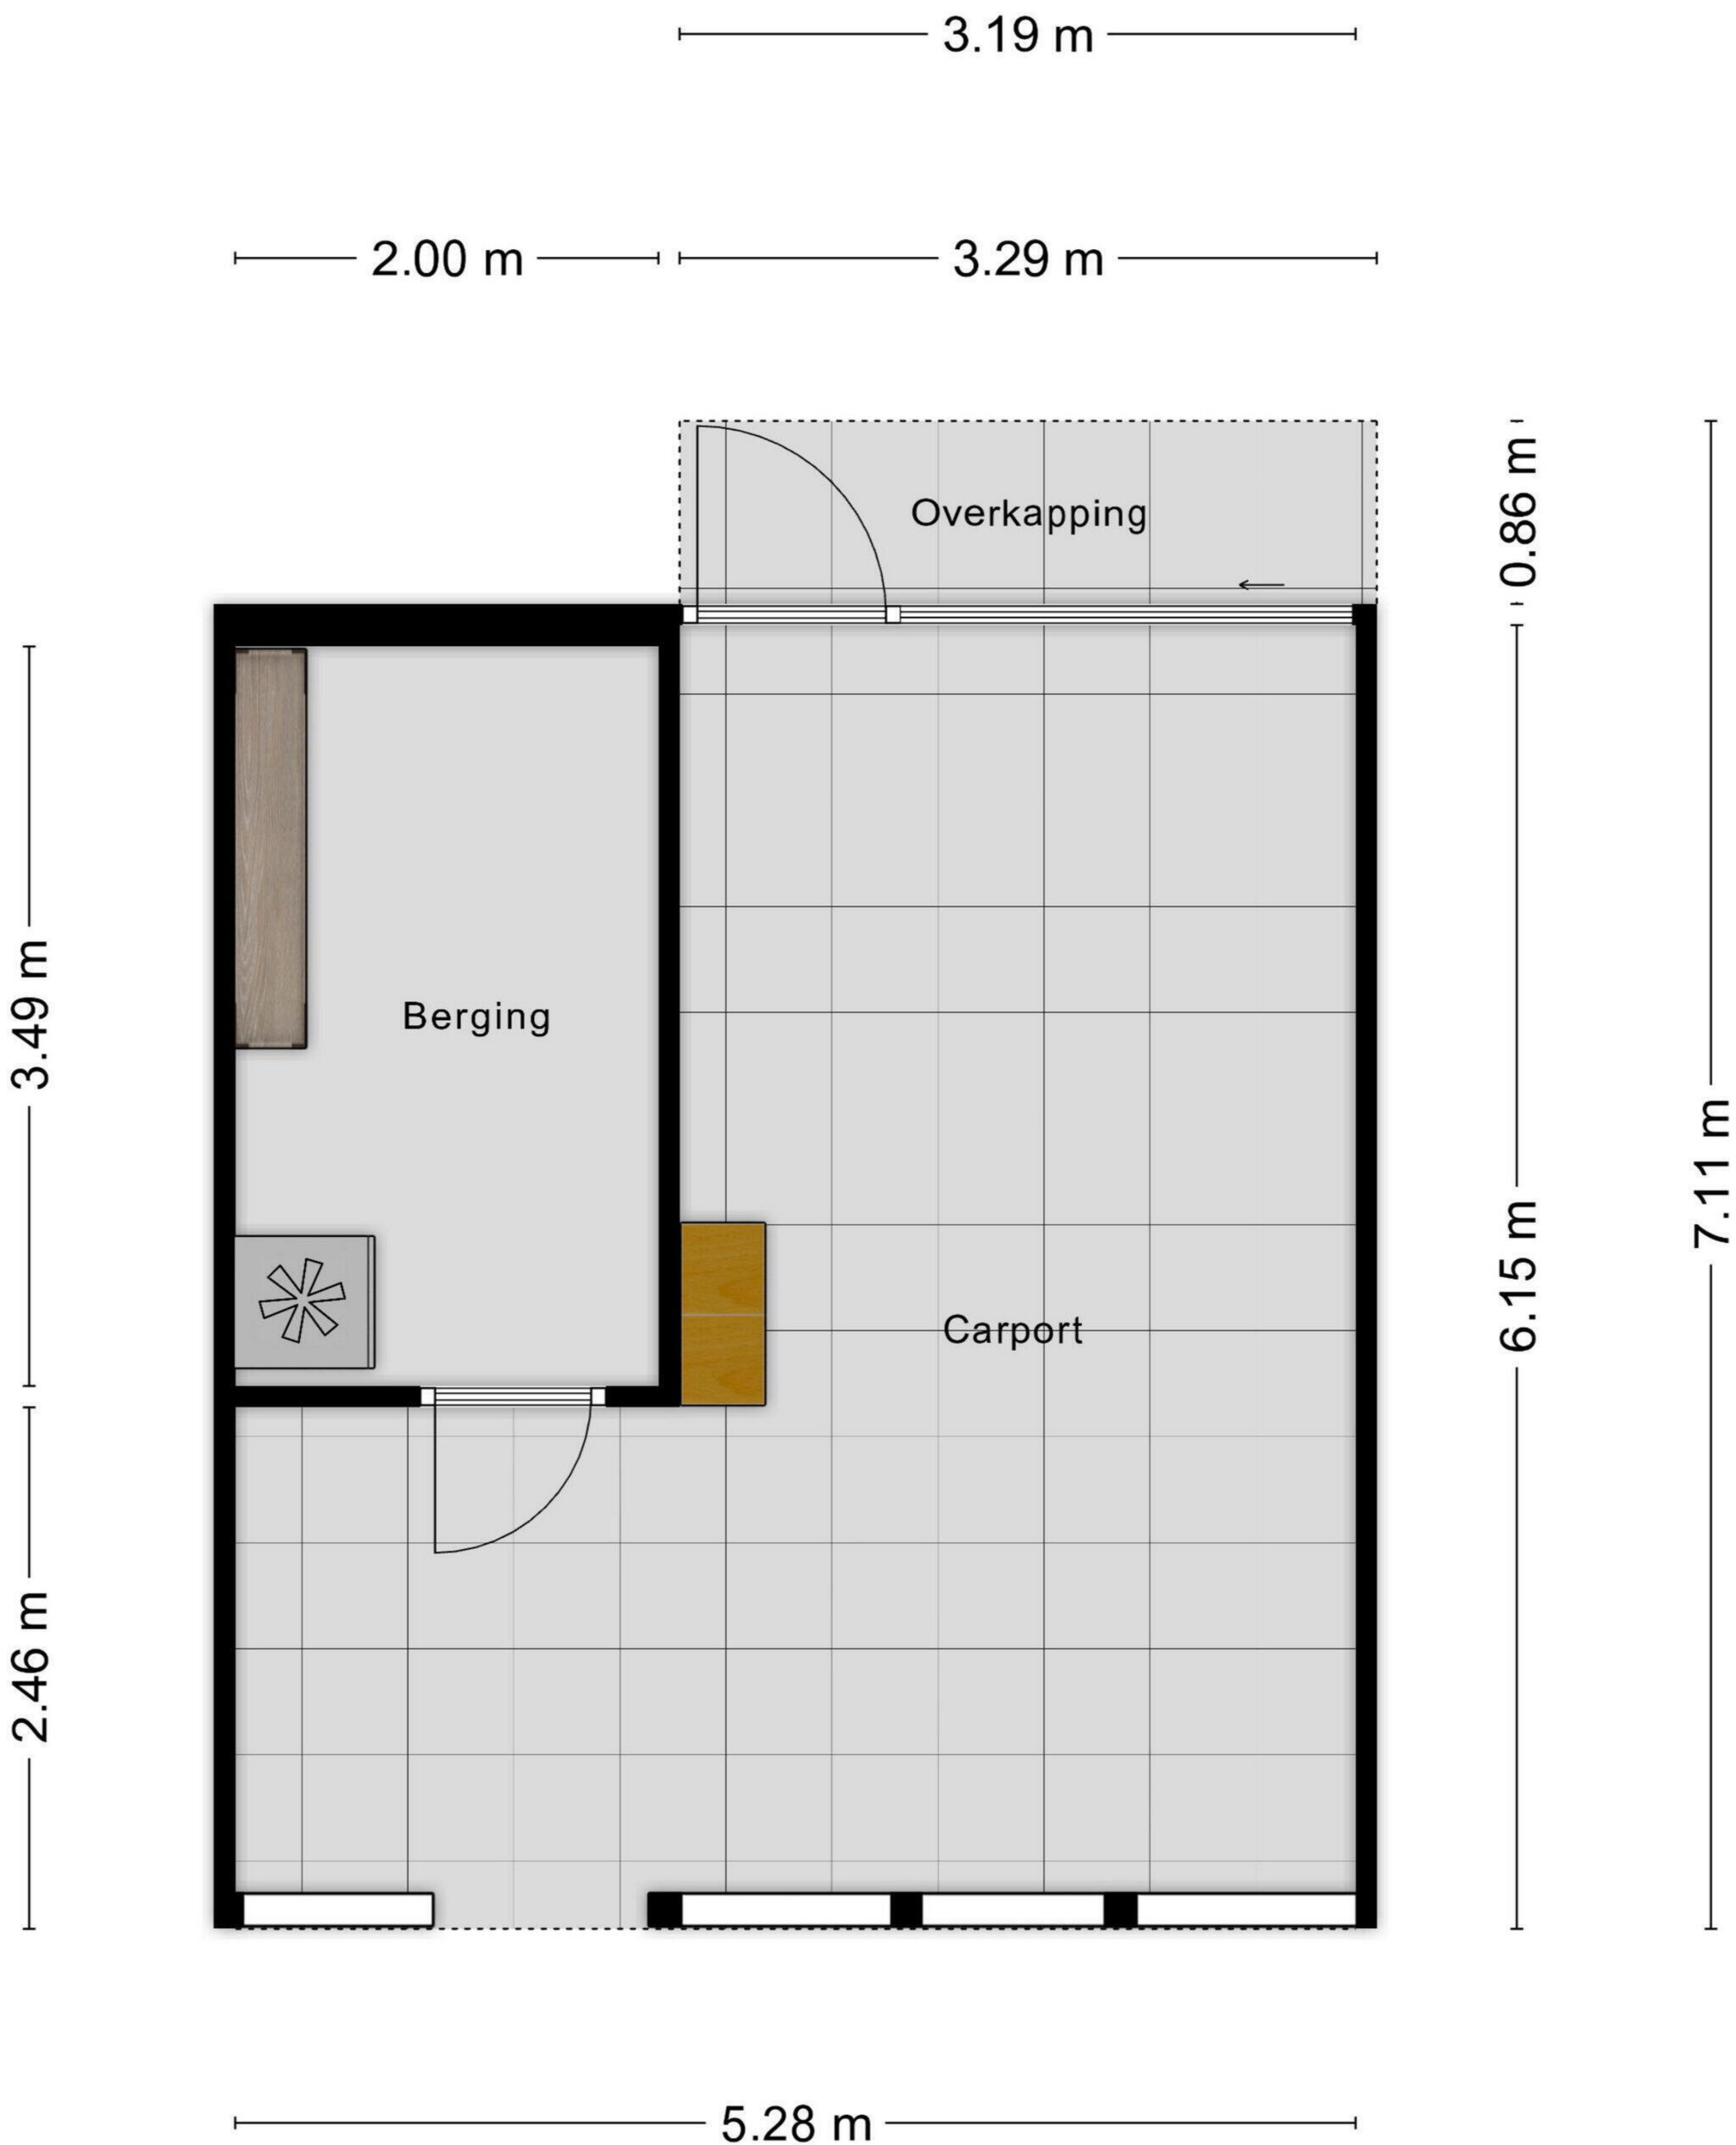 3.19 m
2.00 m
3.29 m
Overkapping
0.86 m
3.49 m
Berging
7.11 m
6.15 m
Carport
2.46 m
5.28 m